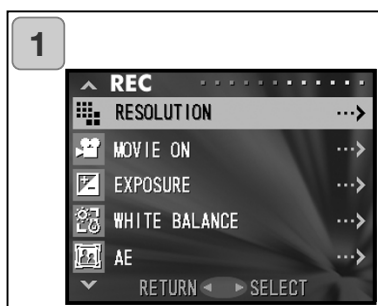 1
REC
RESOLUTION
MOVIE ON
EXPOSURE
WHITE BALANCE
AE
RETURN SELECT